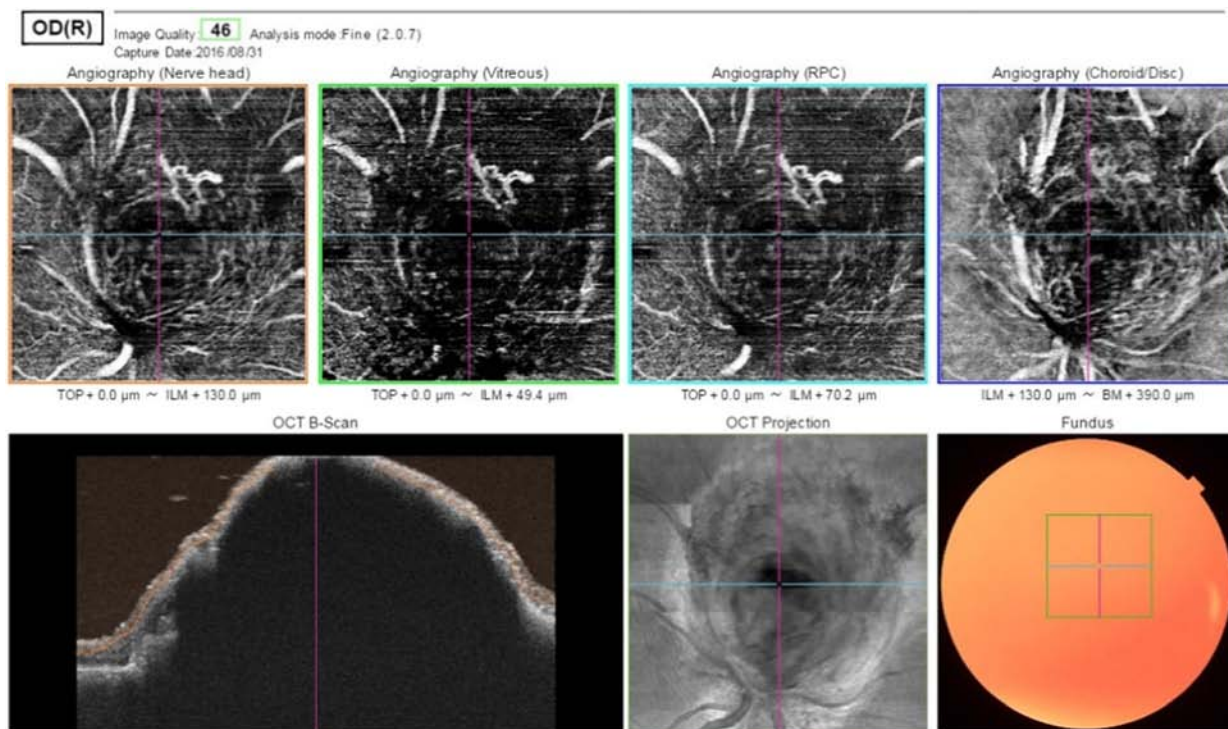 OD(R) Image Quality: 46 Analysis mode:Fine (2.0.7)
Capture Date:2016/08/31
Angiography (Nerve head) Angiography (Vitreous) Angiography (RPC) Angiography (Choroid/Disc)
TOP + 0.0 µm ~ ILM + 130.0 µm TOP + 0.0 µm ~ ILM + 49.4 µm TOP + 0.0 µm ~ ILM + 70.2 µm ILM + 130.0 µm ~ BM + 390.0 µm
OCT B-Scan OCT Projection Fundus